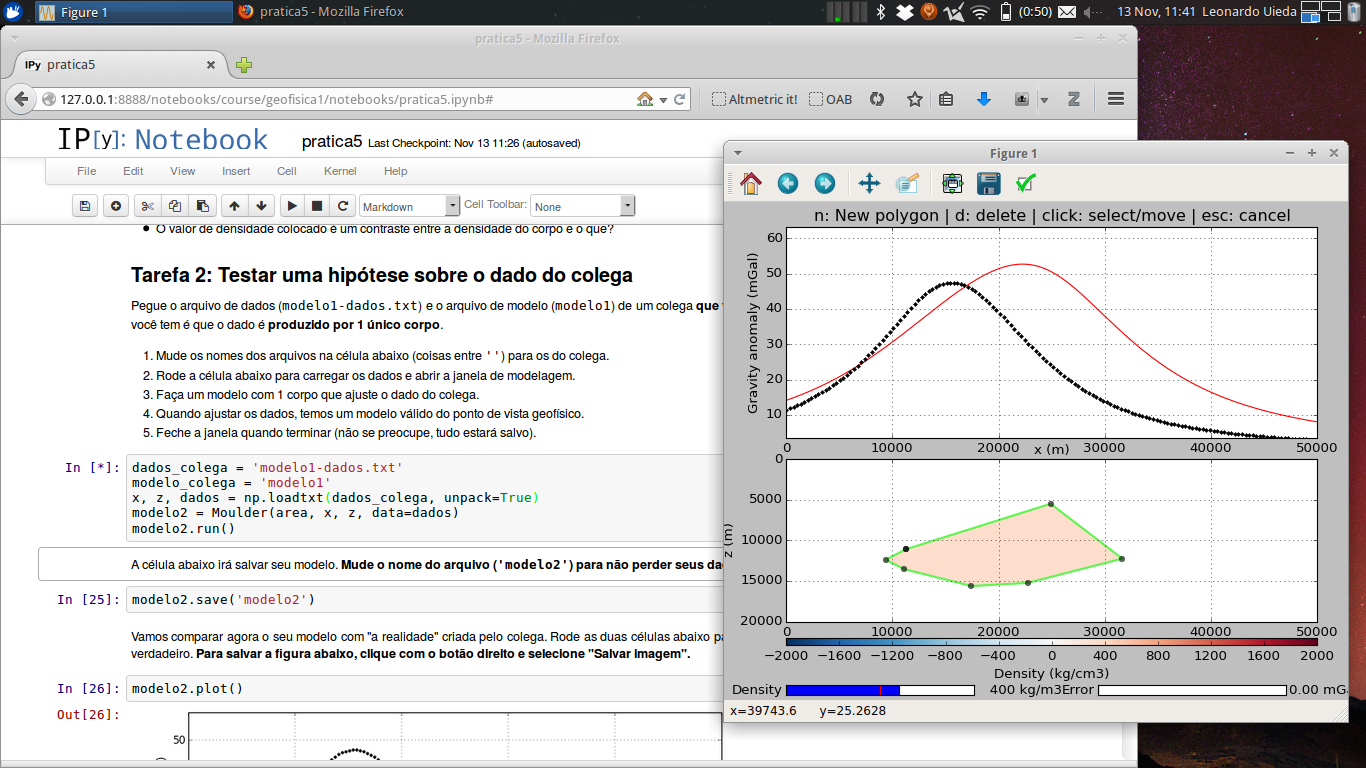 Figure 1
pratica5 - Mozilla Firefox
(0:50)
13 Nov, 11:41
Leonardo Uieda
pratica5 - Mozilla Firefox
IPy pratica5
127.0.0.1:8888/notebooks/course/geofisica1/notebooks/pratica5.ipynb#
Altmetric it!
OAB
IP[y]: Notebook
pratica5 Last Checkpoint: Nov 13 11:26 (autosaved)
File Edit View Insert Cell Kernel Help
Markdown
Cell Toolbar:
None
O valor de densidade colocado é um contraste entre a densidade do corpo e o que?
Tarefa 2: Testar uma hipótese sobre o dado do colega
Pegue o arquivo de dados (modelo1-dados.txt) e o arquivo de modelo (modelo1) de um colega que
você tem é que o dado é produzido por 1 único corpo.
1. Mude os nomes dos arquivos na célula abaixo (coisas entre '') para os do colega.
2. Rode a célula abaixo para carregar os dados e abrir a janela de modelagem.
3. Faça um modelo com 1 corpo que ajuste o dado do colega.
4. Quando ajustar os dados, temos um modelo válido do ponto de vista geofísico.
5. Feche a janela quando terminar (não se preocupe, tudo estará salvo).
In [*]:
dados_colega = 'modelo1-dados.txt'
modelo_colega = 'modelo1'
x, z, dados = np.loadtxt(dados_colega, unpack=True)
modelo2 = Moulder(area, x, z, data=dados)
modelo2.run()
A célula abaixo irá salvar seu modelo. Mude o nome do arquivo ('modelo2') para não perder seus da
In [25]:
modelo2.save('modelo2')
Vamos comparar agora o seu modelo com "a realidade" criada pelo colega. Rode as duas células abaixo
verdadeiro. Para salvar a figura abaixo, clique com o botão direito e selecione "Salvar imagem".
In [26]:
modelo2.plot()
Out[26]:
50
Figure 1
n: New polygon | d: delete | click: select/move | esc: cancel
Gravity anomaly (mGal)
60
50
40
30
20
10
0 10000 20000 30000 40000 50000
x (m)
z (m)
0
5000
10000
15000
20000
0 10000 20000 30000 40000 50000
−2000 −1600 −1200 −800 −400 0 400 800 1200 1600 2000
Density (kg/cm3)
Density
400 kg/m3
Error
0.00 mG
x=39743.6 y=25.2628